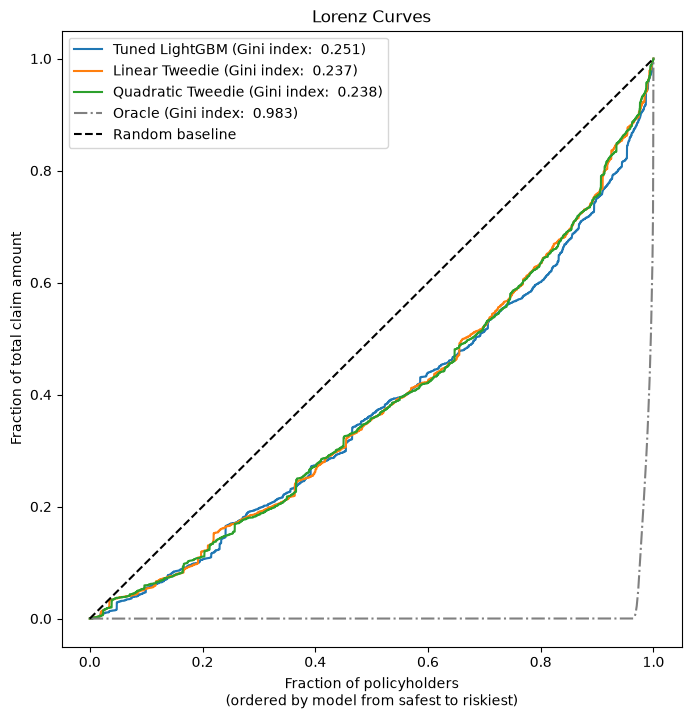 Lorenz Curves
Tuned LightGBM (Gini index:  0.251)
Linear Tweedie (Gini index:  0.237)
Quadratic Tweedie (Gini index:  0.238)
Oracle (Gini index:  0.983)
Random baseline
1.0
0.8
0.6
0.4
0.2
0.0
Fraction of total claim amount
0.0 0.2 0.4 0.6 0.8 1.0
Fraction of policyholders
(ordered by model from safest to riskiest)